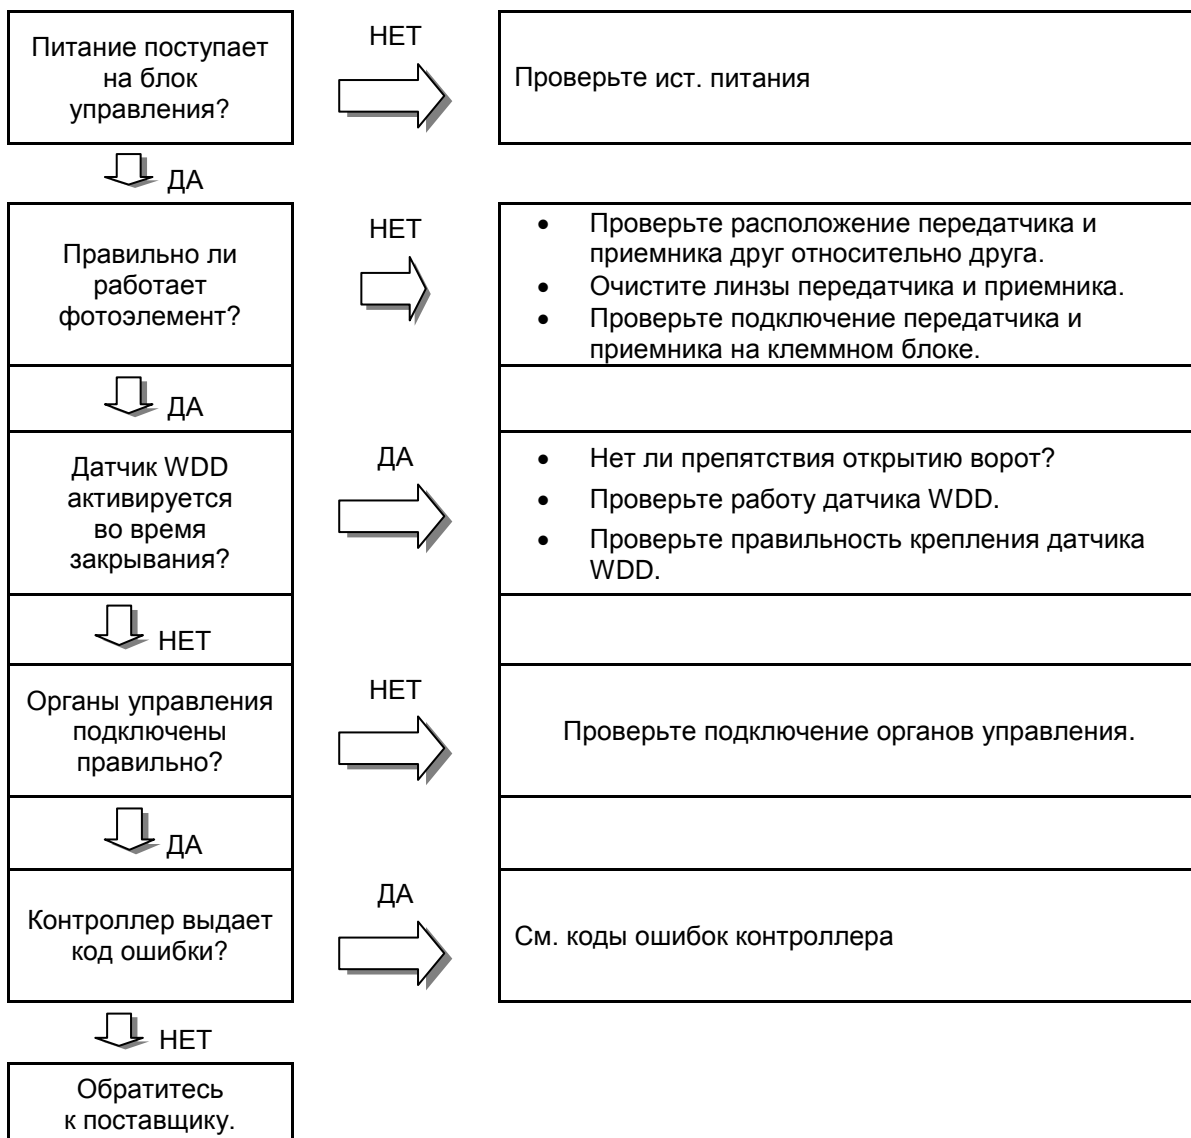 Питание поступает
на блок
управления?
НЕТ
Проверьте ист. питания
ДА
Правильно ли
работает
фотоэлемент?
НЕТ
• Проверьте расположение передатчика и
приемника друг относительно друга.
• Очистите линзы передатчика и приемника.
• Проверьте подключение передатчика и
приемника на клеммном блоке.
ДА
Датчик WDD
активируется
во время
закрывания?
ДА
• Нет ли препятствия открытию ворот?
• Проверьте работу датчика WDD.
• Проверьте правильность крепления датчика
WDD.
НЕТ
Органы управления
подключены
правильно?
НЕТ
Проверьте подключение органов управления.
ДА
Контроллер выдает
код ошибки?
ДА
См. коды ошибок контроллера
НЕТ
Обратитесь
к поставщику.